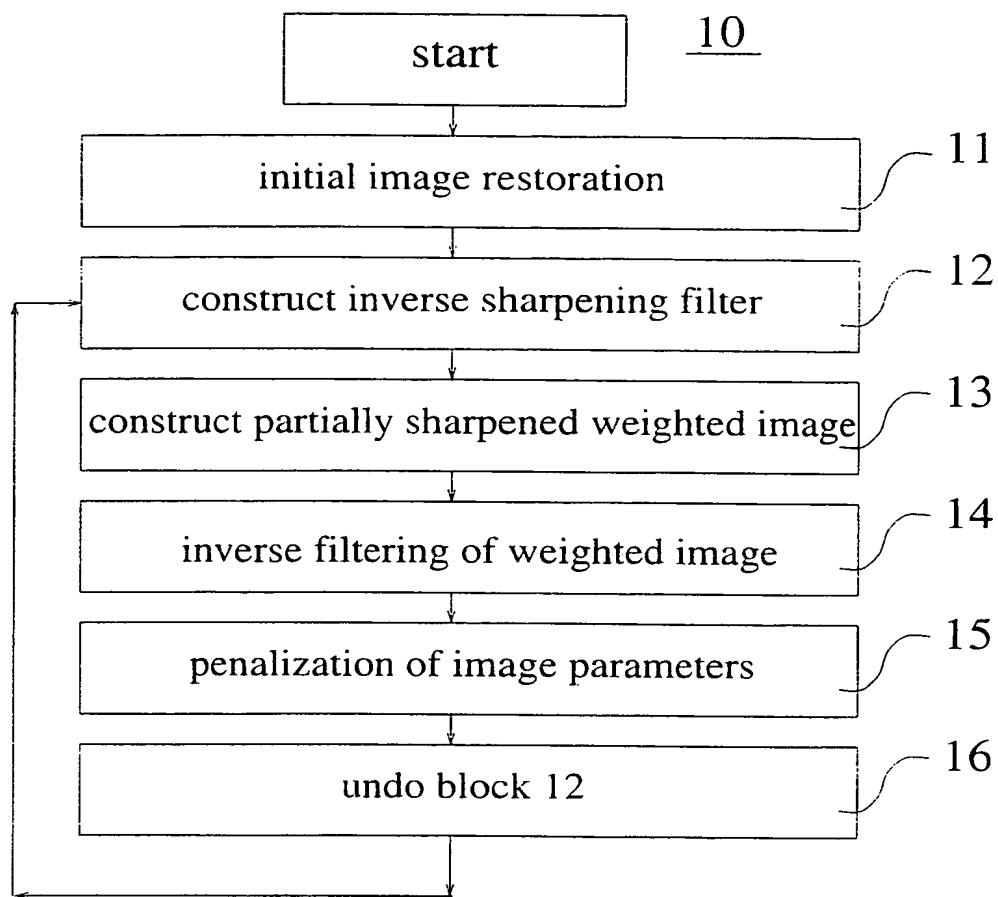 start
10
initial image restoration
11
construct inverse sharpening filter
12
construct partially sharpened weighted image
13
inverse filtering of weighted image
14
penalization of image parameters
15
undo block 12
16